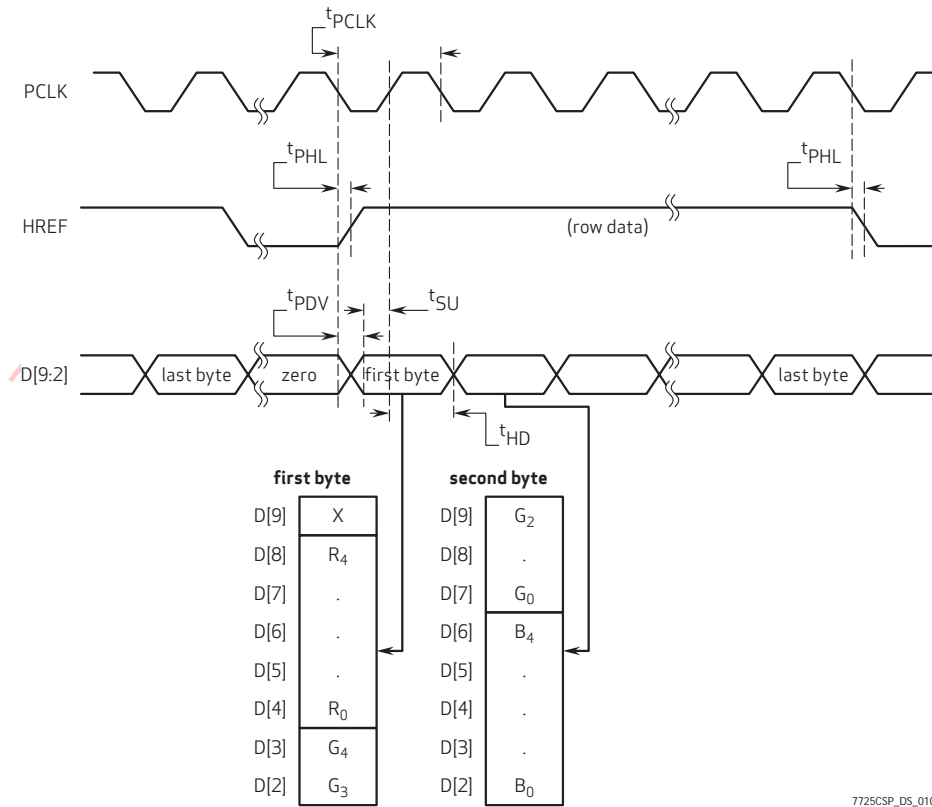 tPCLK
PCLK
tPHL
tPHL
HREF
(row data)
tPDV
tSU
D[9:2]
last byte
zero
first byte
last byte
tHD
first byte
second byte
D[9] X
D[9] G2
D[8] R4
D[8] .
D[7] .
D[7] G0
D[6] .
D[6] B4
D[5] .
D[5] .
D[4] R0
D[4] .
D[3] G4
D[3] .
D[2] G3
D[2] B0